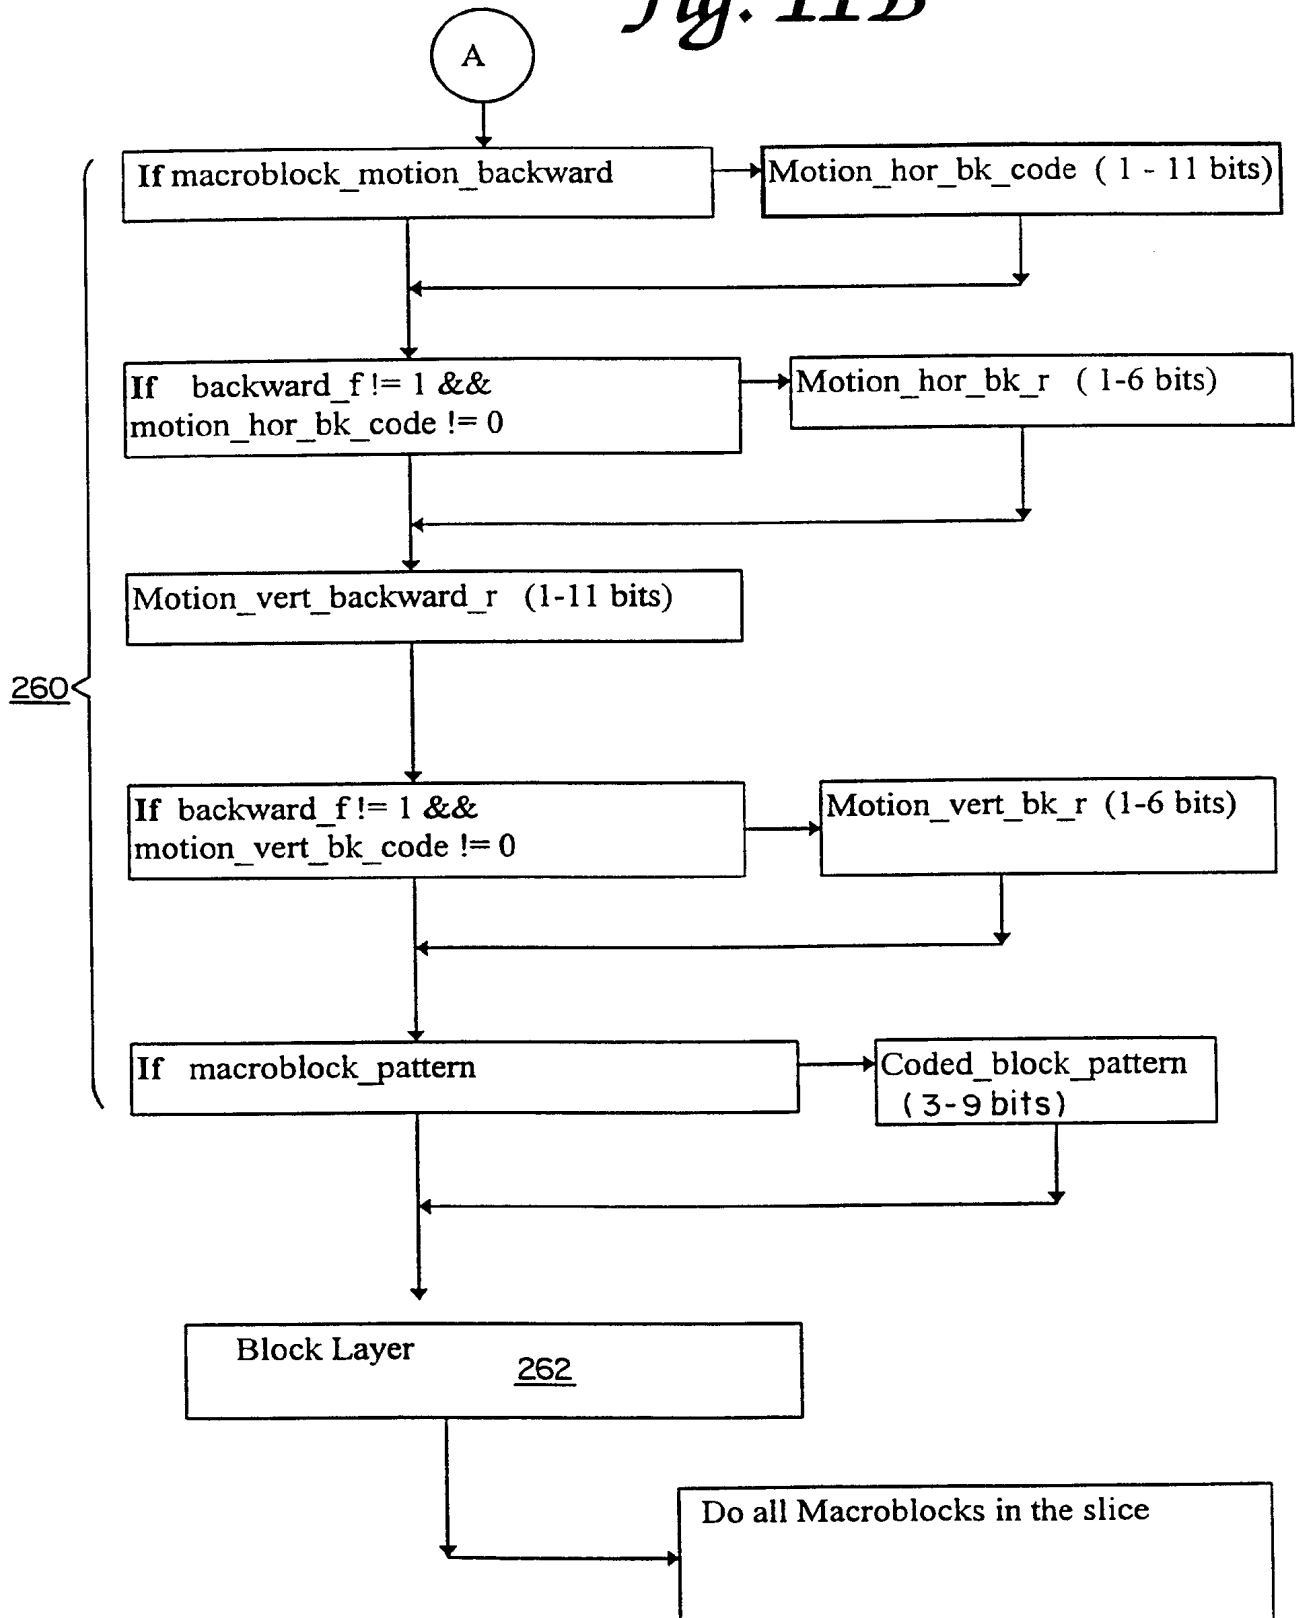 Fig. 11B
A
If macroblock_motion_backward
Motion_hor_bk_code ( 1 - 11 bits)
If backward_f != 1 &&
motion_hor_bk_code != 0
Motion_hor_bk_r ( 1-6 bits)
Motion_vert_backward_r (1-11 bits)
260
If backward_f != 1 &&
motion_vert_bk_code != 0
Motion_vert_bk_r (1-6 bits)
If macroblock_pattern
Coded_block_pattern
(3-9 bits)
Block Layer
262
Do all Macroblocks in the slice